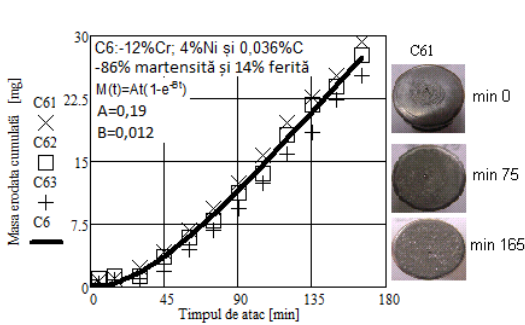 C6:-12%Cr; 4%Ni și 0,036%C
-86% martensită și 14% ferită
M(t)=At(1-e⁻ᴮᵗ)
A=0,19
B=0,012
Masa erodata cumulată [mg]
C61
C62
C63
C6
30
22.5
15
7.5
0
0
45
90
135
180
Timpul de atac [min]
C61
min 0
min 75
min 165